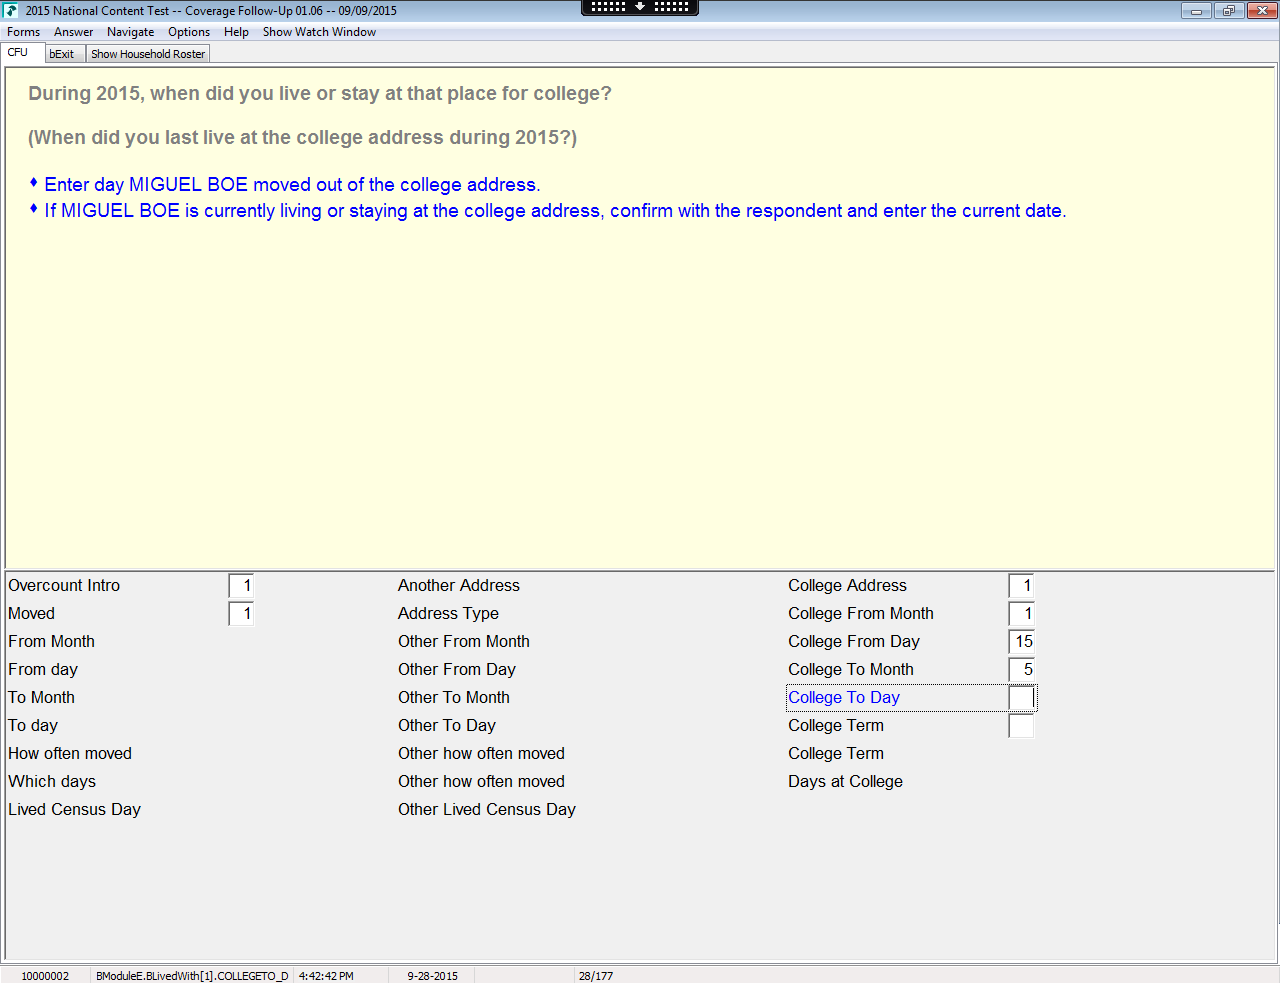 2015 National Content Test -- Coverage Follow-Up 01.06 -- 09/09/2015
Forms Answer Navigate Options Help Show Watch Window
CFU bExit Show Household Roster
During 2015, when did you live or stay at that place for college?
(When did you last live at the college address during 2015?)
♦ Enter day MIGUEL BOE moved out of the college address.
♦ If MIGUEL BOE is currently living or staying at the college address, confirm with the respondent and enter the current date.
Overcount Intro 1 Another Address College Address 1
Moved 1 Address Type College From Month 1
From Month Other From Month College From Day 15
From day Other From Day College To Month 5
To Month Other To Month College To Day
To day Other To Day College Term
How often moved Other how often moved College Term
Which days Other how often moved Days at College
Lived Census Day Other Lived Census Day
10000002 BModuleE.BLivedWith[1].COLLEGETO_D 4:42:42 PM 9-28-2015 28/177